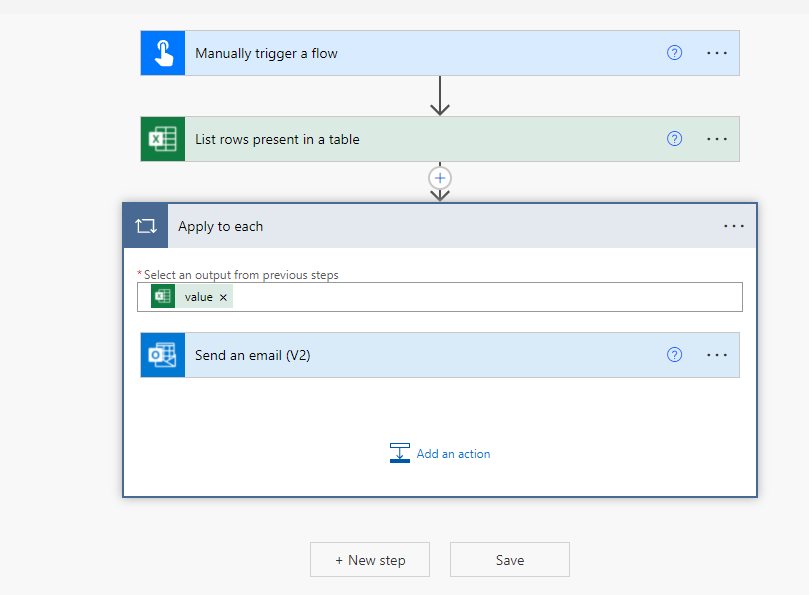 Manually trigger a flow
List rows present in a table
Apply to each
* Select an output from previous steps
value ×
Send an email (V2)
Add an action
+ New step
Save